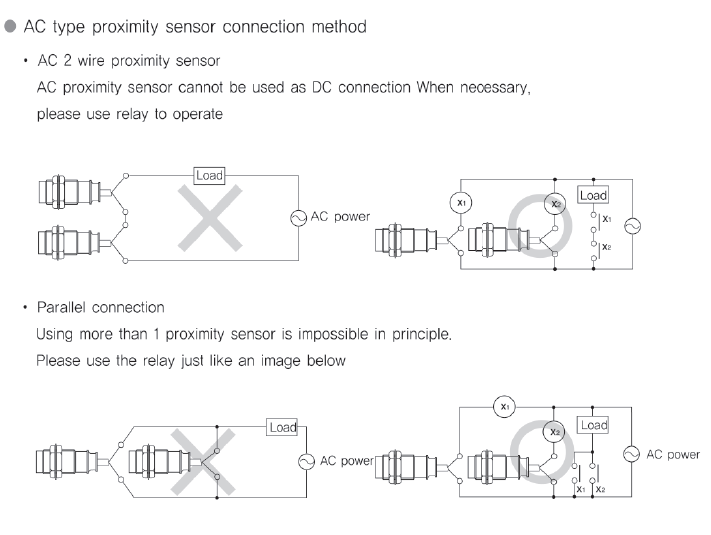 ● AC type proximity sensor connection method
• AC 2 wire proximity sensor
AC proximity sensor cannot be used as DC connection When necessary,
please use relay to operate
Load
AC power
X1
X2
Load
X1
X2
• Parallel connection
Using more than 1 proximity sensor is impossible in principle.
Please use the relay just like an image below
Load
AC power
X1
X2
Load
AC power
X1 X2